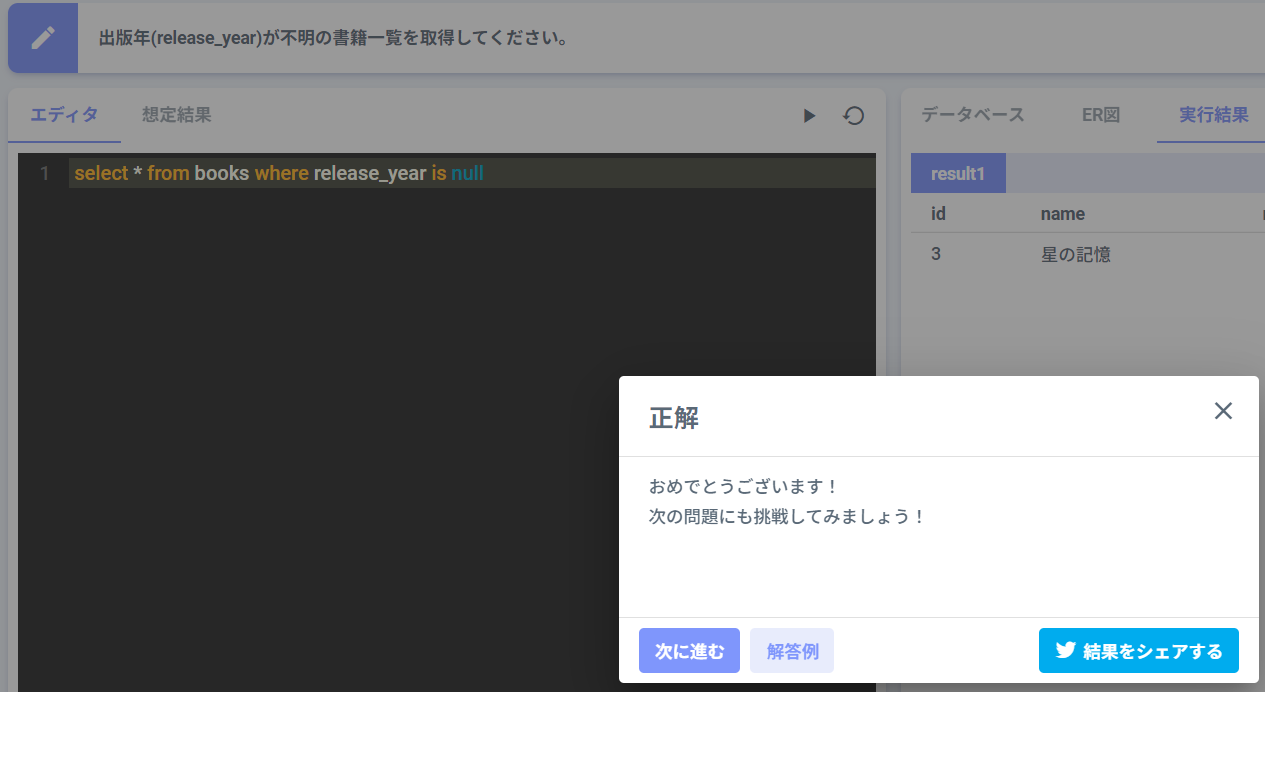 出版年(release_year)が不明の書籍一覧を取得してください。
エディタ 想定結果
データベース ER図 実行結果
1 select * from books where release_year is null
result1
id name
3 星の記憶
正解
おめでとうございます！
次の問題にも挑戦してみましょう！
次に進む 解答例 結果をシェアする